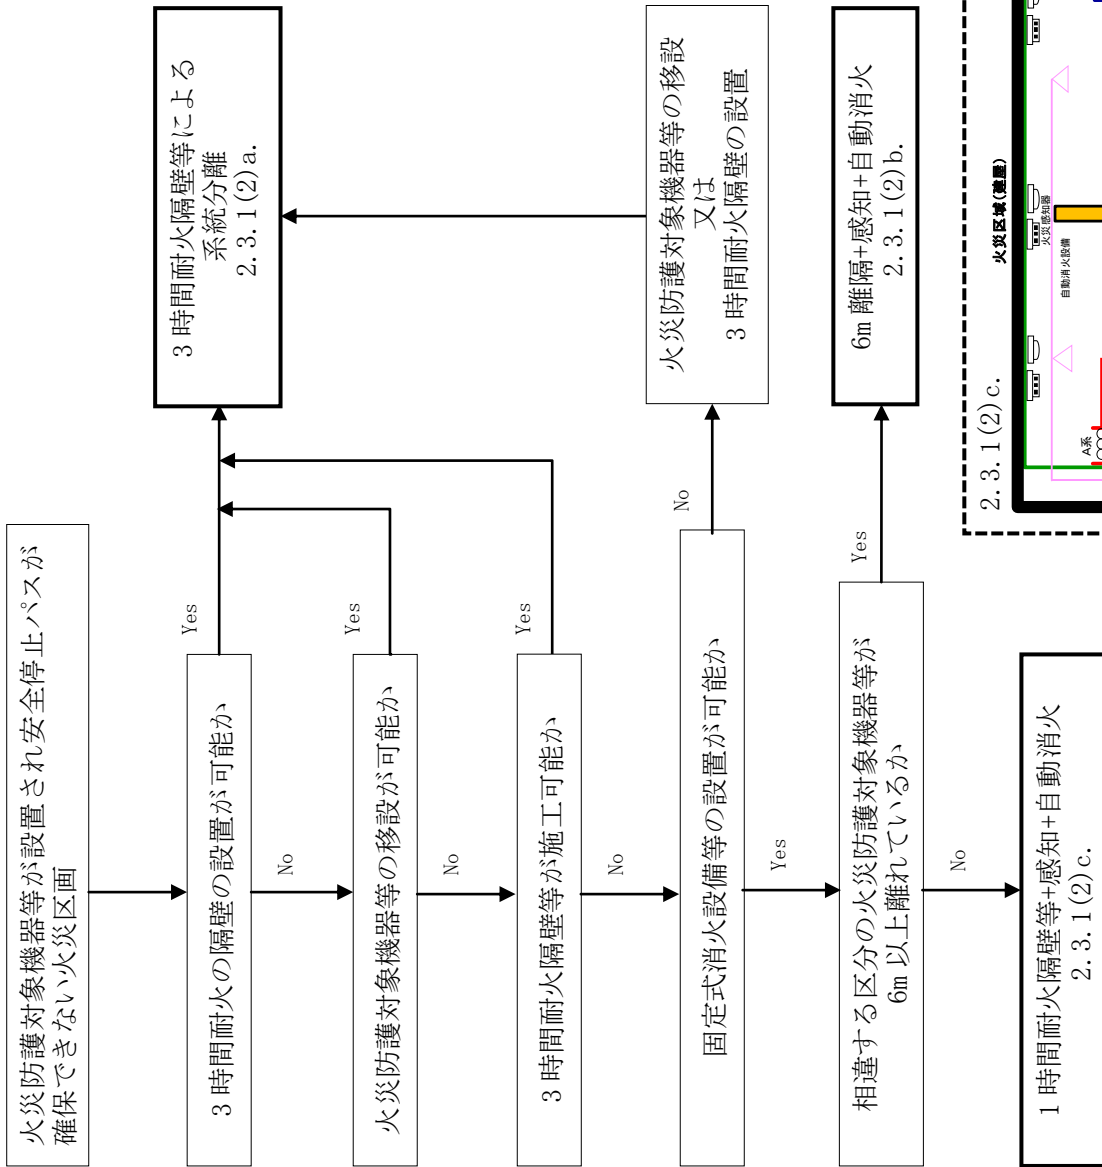 火災防護対象機器等が設置され安全停止パスが
確保できない火災区画
3 時間耐火の隔壁の設置が可能か
Yes
No
火災防護対象機器等の移設が可能か
Yes
No
3 時間耐火隔壁等が施工可能か
Yes
No
3 時間耐火隔壁等による
系統分離
2.3.1(2)a.
固定式消火設備等の設置が可能か
No
Yes
火災防護対象機器等の移設
又は
3 時間耐火隔壁の設置
相違する区分の火災防護対象機器等が
6m 以上離れているか
Yes
No
6m 離隔+感知+自動消火
2.3.1(2)b.
1 時間耐火隔壁等+感知+自動消火
2.3.1(2)c.
2.3.1(2)c.
火災区域(建屋)
火災感知器
自動消火設備
A系